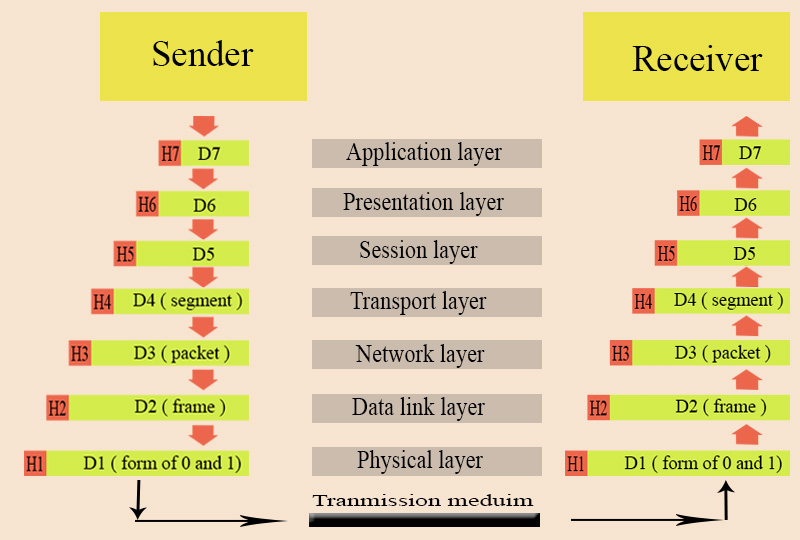 Sender
Receiver
H7 D7 Application layer H7 D7
H6 D6 Presentation layer H6 D6
H5 D5 Session layer H5 D5
H4 D4 ( segment ) Transport layer H4 D4 ( segment )
H3 D3 ( packet ) Network layer H3 D3 ( packet )
H2 D2 ( frame ) Data link layer H2 D2 ( frame )
H1 D1 ( form of 0 and 1) Physical layer H1 D1 ( form of 0 and 1)
Tranmission meduim